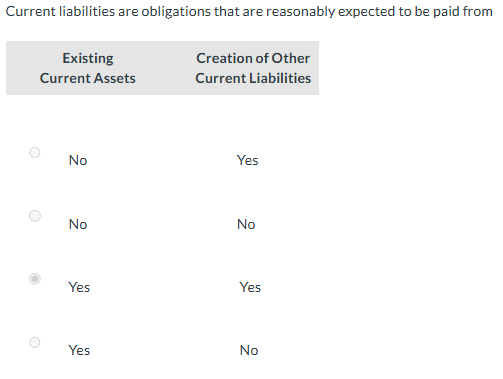 Current liabilities are obligations that are reasonably expected to be paid from
Existing Creation of Other
Current Assets Current Liabilities
No Yes
No No
Yes Yes
Yes No